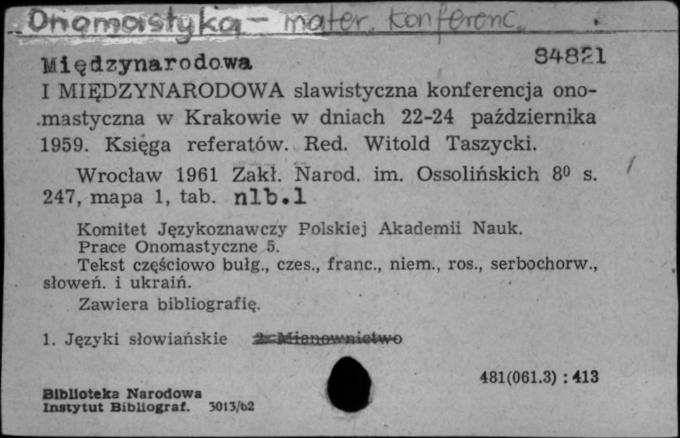 Onomastyka – mater. konferenc.
Międzynarodowa 84821
I MIĘDZYNARODOWA slawistyczna konferencja ono-
mastyczna w Krakowie w dniach 22-24 października
1959. Księga referatów. Red. Witold Taszycki.
Wrocław 1961 Zakł. Narod. im. Ossolińskich 8⁰ s.
247, mapa 1, tab. nlb.1
Komitet Językoznawczy Polskiej Akademii Nauk.
Prace Onomastyczne 5.
Tekst częściowo bułg., czes., franc., niem., ros., serbochorw.,
słoweń. i ukraiń.
Zawiera bibliografię.
1. Języki słowiańskie 2. Mianownictwo
481(061.3) : 413
Biblioteka Narodowa
Instytut Bibliograf. 3013/62